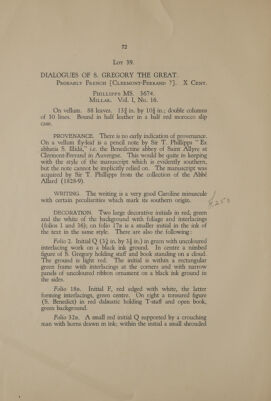 72
LOT 39.
DIALOGUES OF S. GREGORY THE GREAT.
PROBABLY FRENCH [CLERMONT-FERRAND ?]. X CENT.
PHILLIPPS MS. 3674.
MILLAR. Vol. I, No. 16.
On vellum. 88 leaves. 13¾ in. by 10¾ in.; double columns
of 30 lines. Bound in half leather in a half red morocco slip
case.
PROVENANCE. There is no early indication of provenance.
On a vellum fly-leaf is a pencil note by Sir T. Phillipps " Ex
abbatia S. Illidii," i.e. the Benedictine abbey of Saint Allyre at
Clermont-Ferrand in Auvergne. This would be quite in keeping
with the style of the manuscript which is evidently southern,
but the note cannot be implicitly relied on. The manuscript was
acquired by Sir T. Phillipps from the collection of the Abbé
Allard (1828-9).
WRITING. The writing is a very good Caroline minuscule
with certain peculiarities which mark its southern origin.
DECORATION. Two large decorative initials in red, green
and the white of the background with foliage and interlacings
(folios 1 and 36); on folio 17a is a smaller initial in the ink of
the text in the same style. There are also the following:
Folio 2. Initial Q (3¾ in. by 3¾ in.) in green with uncoloured
interlacing work on a black ink ground. In centre a nimbed
figure of S. Gregory holding staff and book standing on a cloud.
The ground is light red. The initial is within a rectangular
green frame with interlacings at the corners and with narrow
panels of uncoloured ribbon ornament on a black ink ground in
the sides.
Folio 18a. Initial F, red edged with white, the latter
forming interlacings, green centre. On right a tonsured figure
(S. Benedict) in red dalmatic holding T-staff and open book,
green background.
Folio 32a. A small red initial Q supported by a crouching
man with horns drawn in ink; within the initial a small shrouded